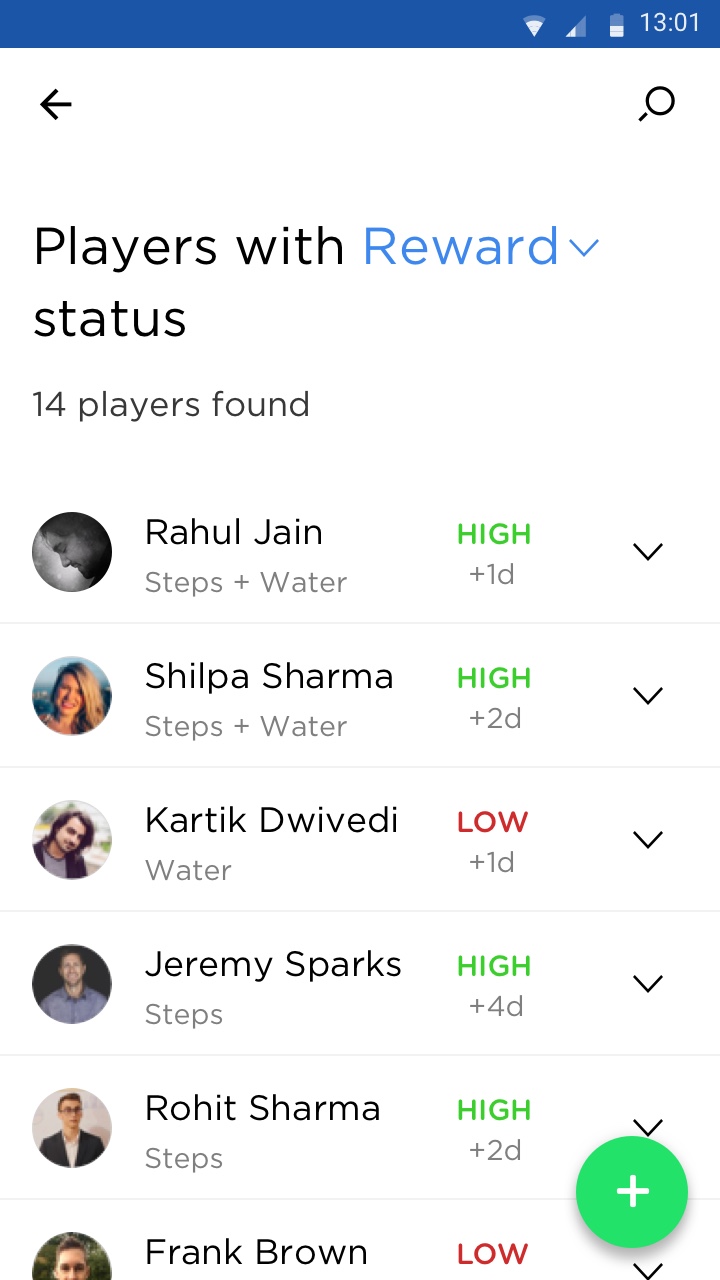 13:01
Players with Reward
status
14 players found
Rahul Jain HIGH
Steps + Water +1d
Shilpa Sharma HIGH
Steps + Water +2d
Kartik Dwivedi LOW
Water +1d
Jeremy Sparks HIGH
Steps +4d
Rohit Sharma HIGH
Steps +2d
Frank Brown LOW